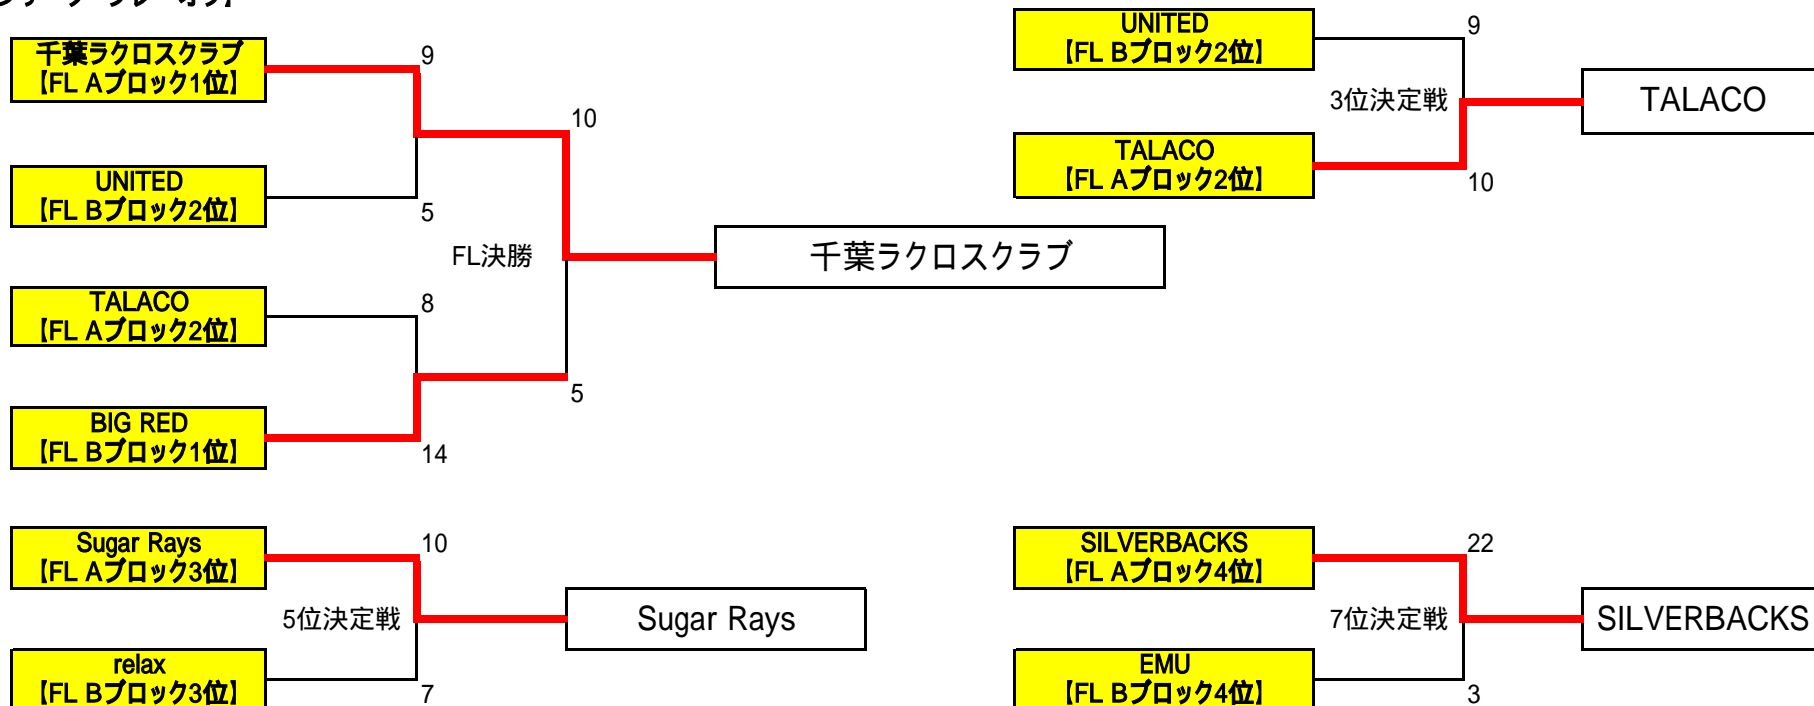 千葉ラクロスクラブ
【FL Aブロック1位】
9
UNITED
【FL Bブロック2位】
5
10
FL決勝
千葉ラクロスクラブ
TALACO
【FL Aブロック2位】
8
BIG RED
【FL Bブロック1位】
14
5
UNITED
【FL Bブロック2位】
9
3位決定戦
TALACO
TALACO
【FL Aブロック2位】
10
Sugar Rays
【FL Aブロック3位】
10
5位決定戦
Sugar Rays
relax
【FL Bブロック3位】
7
SILVERBACKS
【FL Aブロック4位】
22
7位決定戦
SILVERBACKS
EMU
【FL Bブロック4位】
3